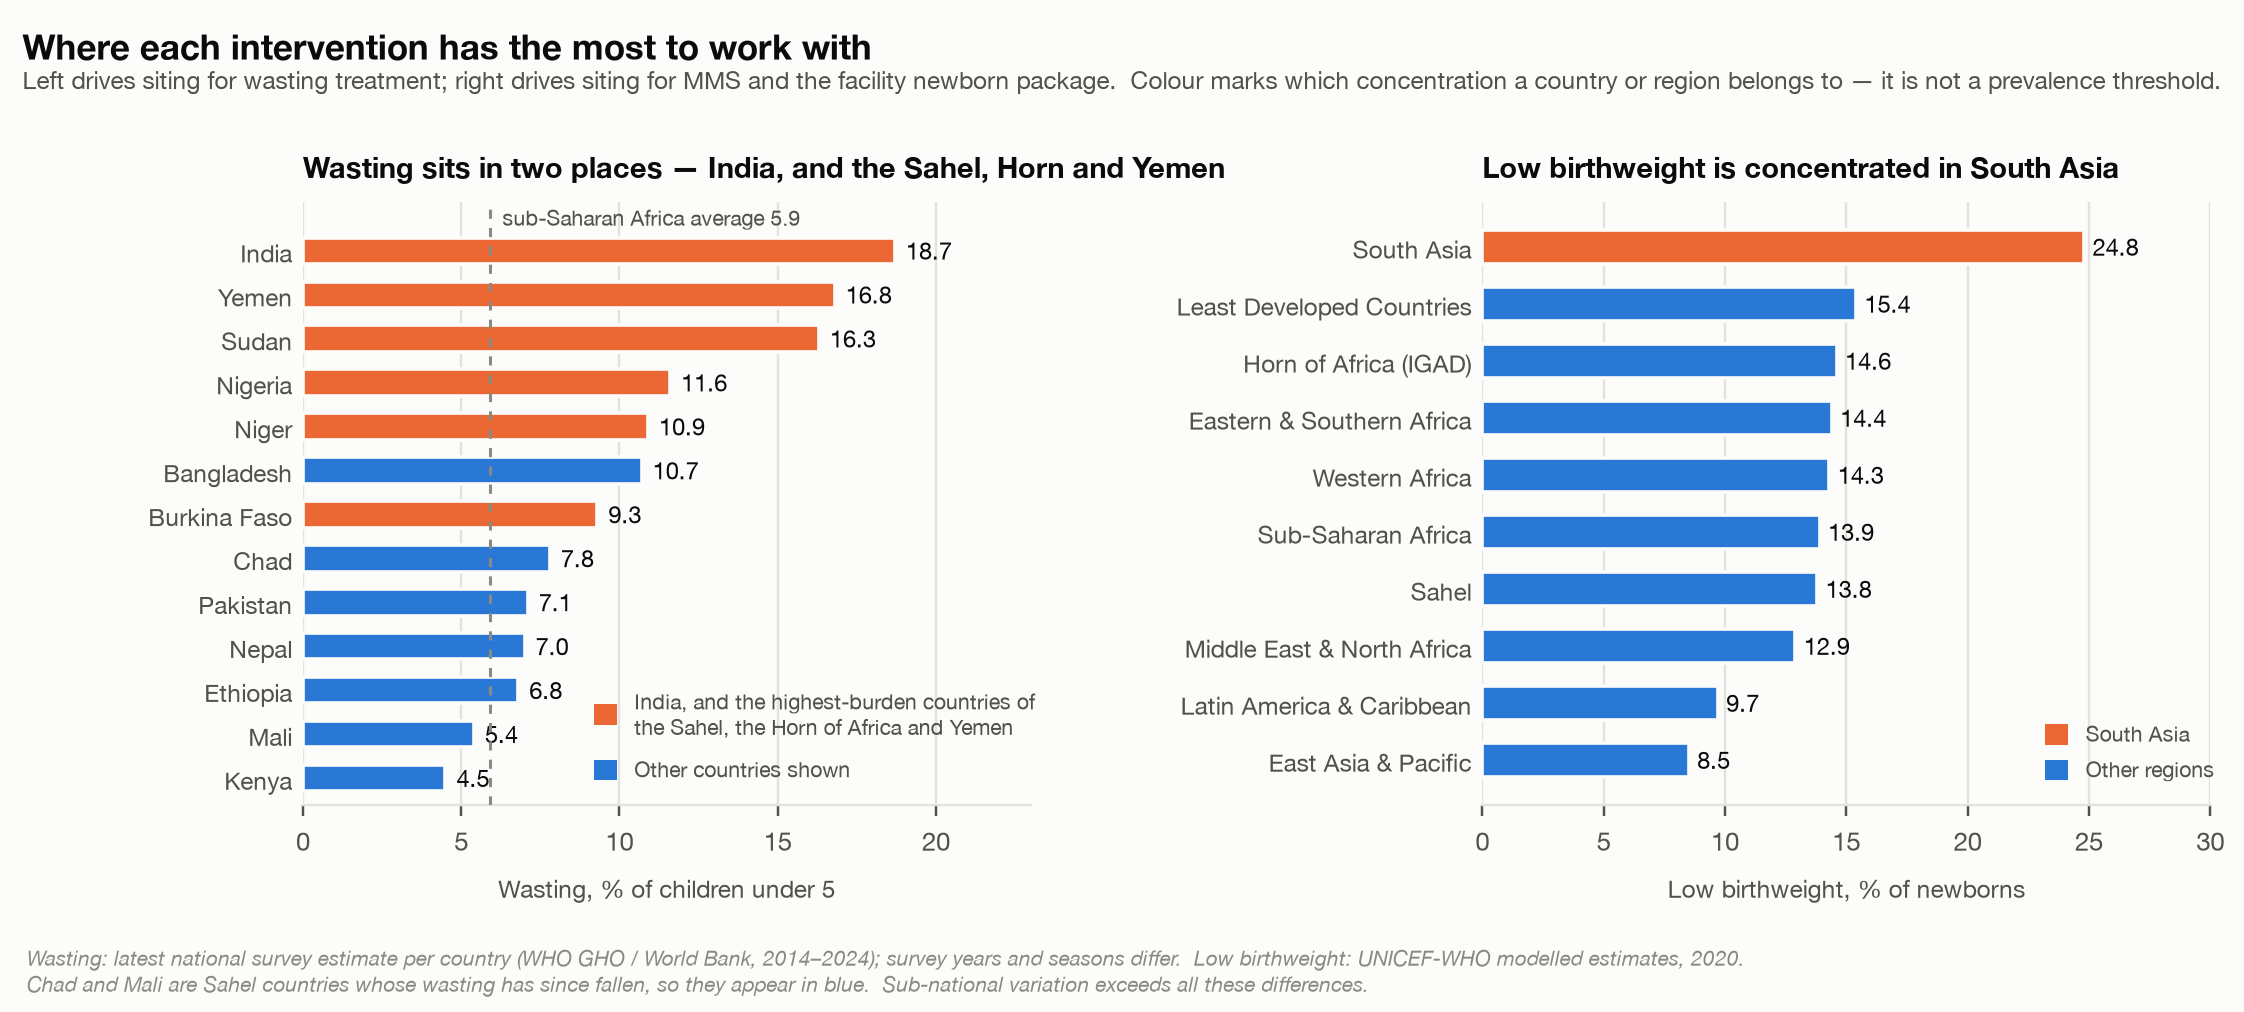 Where each intervention has the most to work with
Left drives siting for wasting treatment; right drives siting for MMS and the facility newborn package.  Colour marks which concentration a country or region belongs to — it is not a prevalence threshold.
Wasting sits in two places — India, and the Sahel, Horn and Yemen
sub-Saharan Africa average 5.9
India 18.7
Yemen 16.8
Sudan 16.3
Nigeria 11.6
Niger 10.9
Bangladesh 10.7
Burkina Faso 9.3
Chad 7.8
Pakistan 7.1
Nepal 7.0
Ethiopia 6.8
Mali 5.4
Kenya 4.5
India, and the highest-burden countries of
the Sahel, the Horn of Africa and Yemen
Other countries shown
0 5 10 15 20
Wasting, % of children under 5
Low birthweight is concentrated in South Asia
South Asia 24.8
Least Developed Countries 15.4
Horn of Africa (IGAD) 14.6
Eastern & Southern Africa 14.4
Western Africa 14.3
Sub-Saharan Africa 13.9
Sahel 13.8
Middle East & North Africa 12.9
Latin America & Caribbean 9.7
East Asia & Pacific 8.5
South Asia
Other regions
0 5 10 15 20 25 30
Low birthweight, % of newborns
Wasting: latest national survey estimate per country (WHO GHO / World Bank, 2014–2024); survey years and seasons differ.  Low birthweight: UNICEF-WHO modelled estimates, 2020.
Chad and Mali are Sahel countries whose wasting has since fallen, so they appear in blue.  Sub-national variation exceeds all these differences.